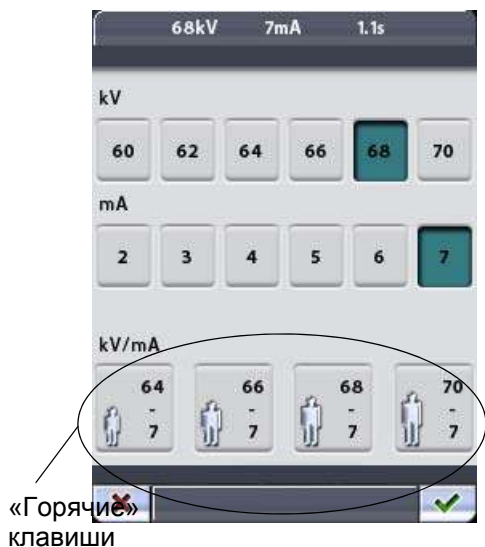 68kV 7mA 1.1s
kV
60 62 64 66 68 70
mA
2 3 4 5 6 7
kV/mA
64 66 68 70
- - - -
7 7 7 7
«Горячие»
клавиши